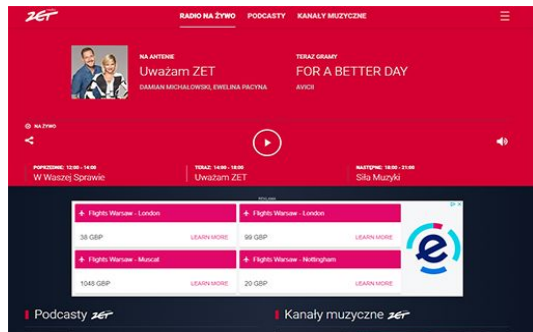 ZET
RADIO NA ŻYWO PODCASTY KANAŁY MUZYCZNE
NA ANTENIE
Uważam ZET
DAMIAN MICHAŁOWSKI, EWELINA PACYNA
TERAZ GRAMY
FOR A BETTER DAY
AVICII
NA ŻYWO
POPRZEDNIE: 12:00 - 14:00
W Waszej Sprawie
TERAZ: 14:00 - 18:00
Uważam ZET
NASTĘPNE: 18:00 - 21:00
Siła Muzyki
REKLAMA
Flights Warsaw - London
38 GBP LEARN MORE
Flights Warsaw - London
99 GBP LEARN MORE
Flights Warsaw - Muscat
1048 GBP LEARN MORE
Flights Warsaw - Nottingham
20 GBP LEARN MORE
e
Podcasty ZET
Kanały muzyczne ZET